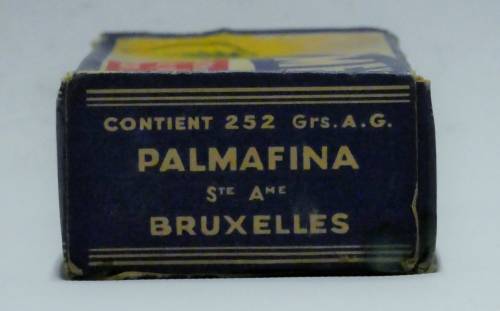 CONTIENT 252 Grs. A.G.
PALMAFINA
STE AME
BRUXELLES